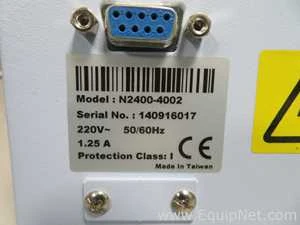 Model : N2400-4002
Serial No. : 140916017
220V~ 50/60Hz
1.25 A
Protection Class: I CE
Made In Taiwan
www.EquipNet.com